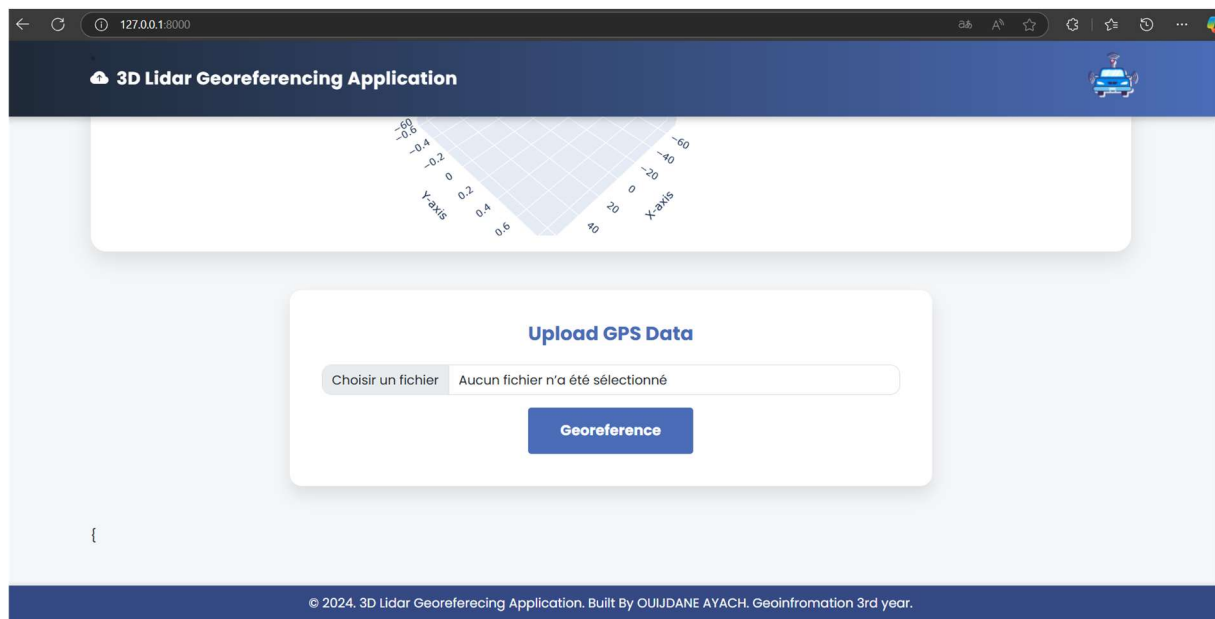 127.0.0.1:8000
3D Lidar Georeferencing Application
-60
-0.6
-0.4
-0.2
0
0.2
0.4
0.6
Y-axis
-60
-40
-20
0
20
40
X-axis
Upload GPS Data
Choisir un fichier Aucun fichier n’a été sélectionné
Georeference
{
© 2024. 3D Lidar Georeferecing Application. Built By OUIJDANE AYACH. Geoinfromation 3rd year.